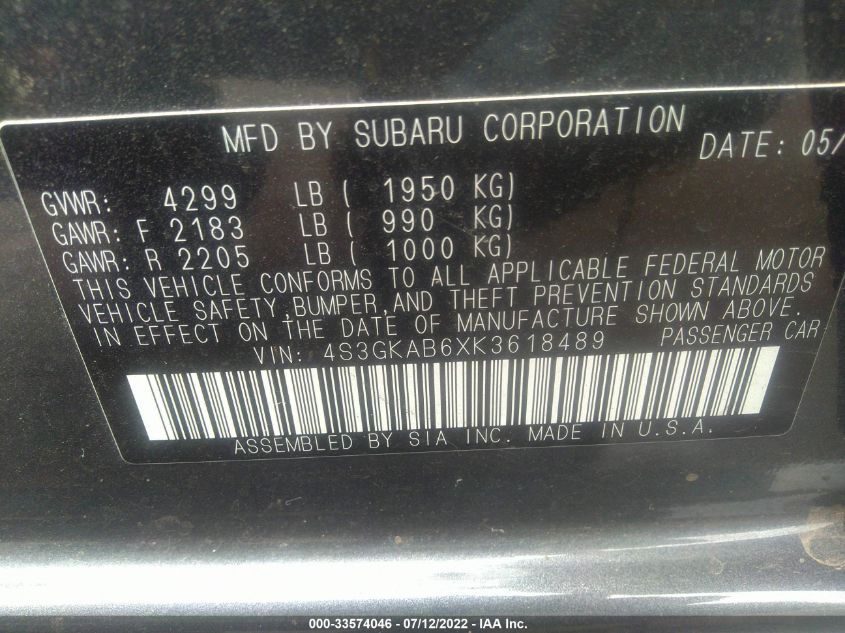 MFD BY SUBARU CORPORATION
DATE: 05/
GVWR: 4299 LB ( 1950 KG)
GAWR: F 2183 LB ( 990 KG)
GAWR: R 2205 LB ( 1000 KG)
THIS VEHICLE CONFORMS TO ALL APPLICABLE FEDERAL MOTOR
VEHICLE SAFETY,BUMPER,AND THEFT PREVENTION STANDARDS
IN EFFECT ON THE DATE OF MANUFACTURE SHOWN ABOVE.
VIN: 4S3GKAB6XK3618489 PASSENGER CAR
ASSEMBLED BY SIA INC. MADE IN U.S.A.
000-33574046 - 07/12/2022 - IAA Inc.